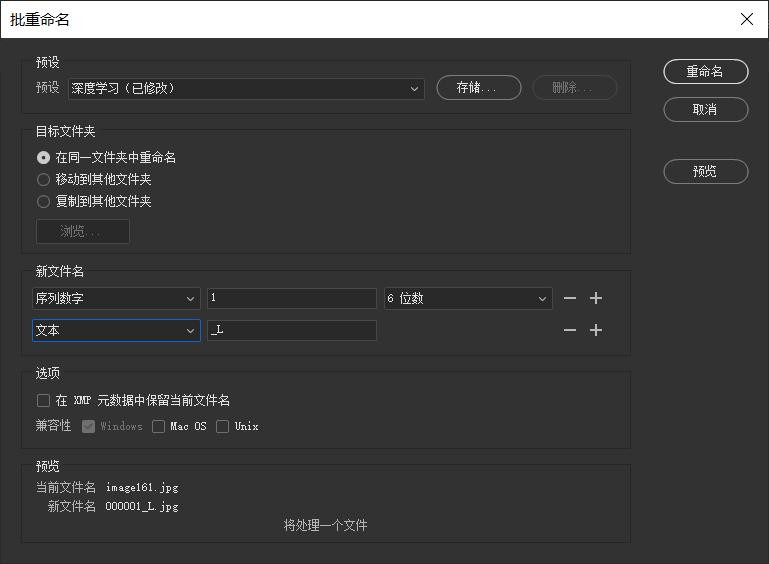 批重命名
预设
预设 深度学习（已修改） 存储... 删除...
重命名
取消
预览
目标文件夹
在同一文件夹中重命名
移动到其他文件夹
复制到其他文件夹
浏览...
新文件名
序列数字 1 6 位数
文本 _L
选项
在 XMP 元数据中保留当前文件名
兼容性 Windows Mac OS Unix
预览
当前文件名 image161.jpg
新文件名 000001_L.jpg
将处理一个文件